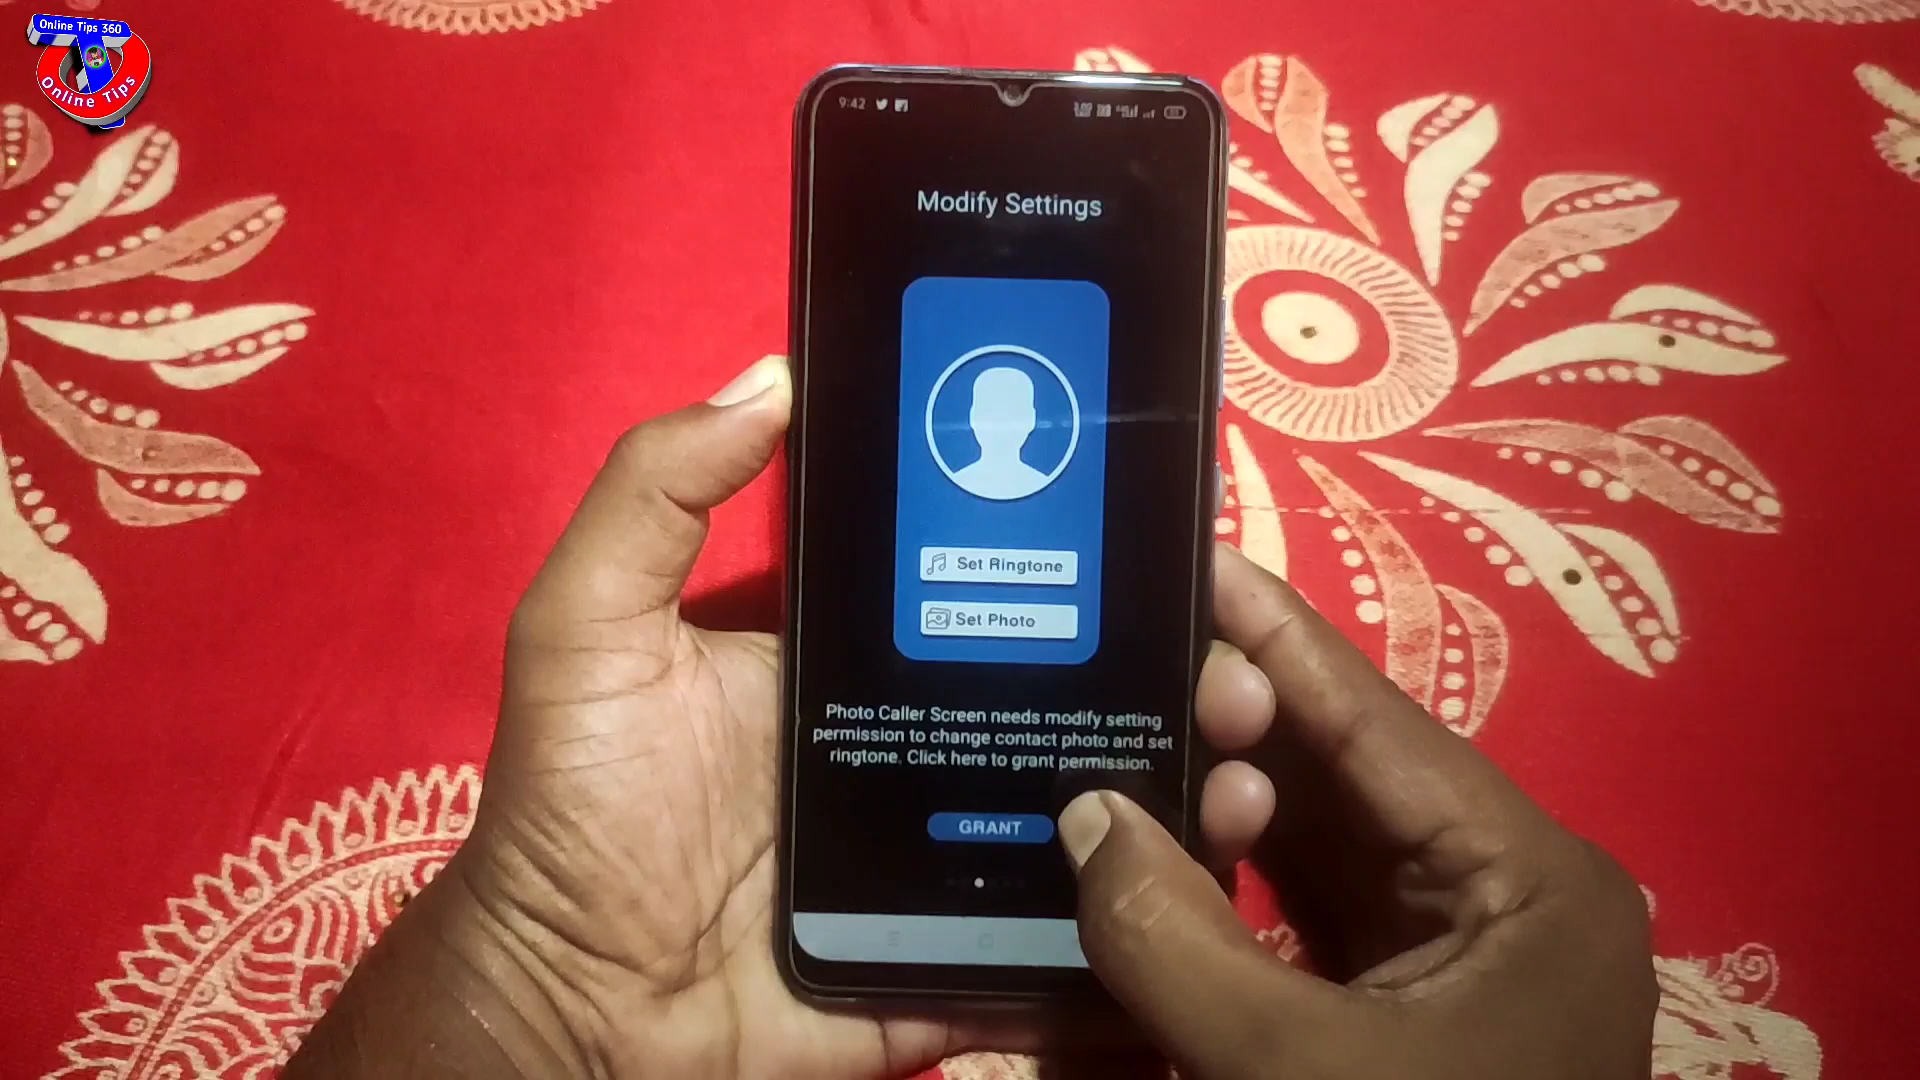 Online Tips 360
Online Tips
9:42
Modify Settings
Set Ringtone
Set Photo
Photo Caller Screen needs modify setting
permission to change contact photo and set
ringtone. Click here to grant permission.
GRANT